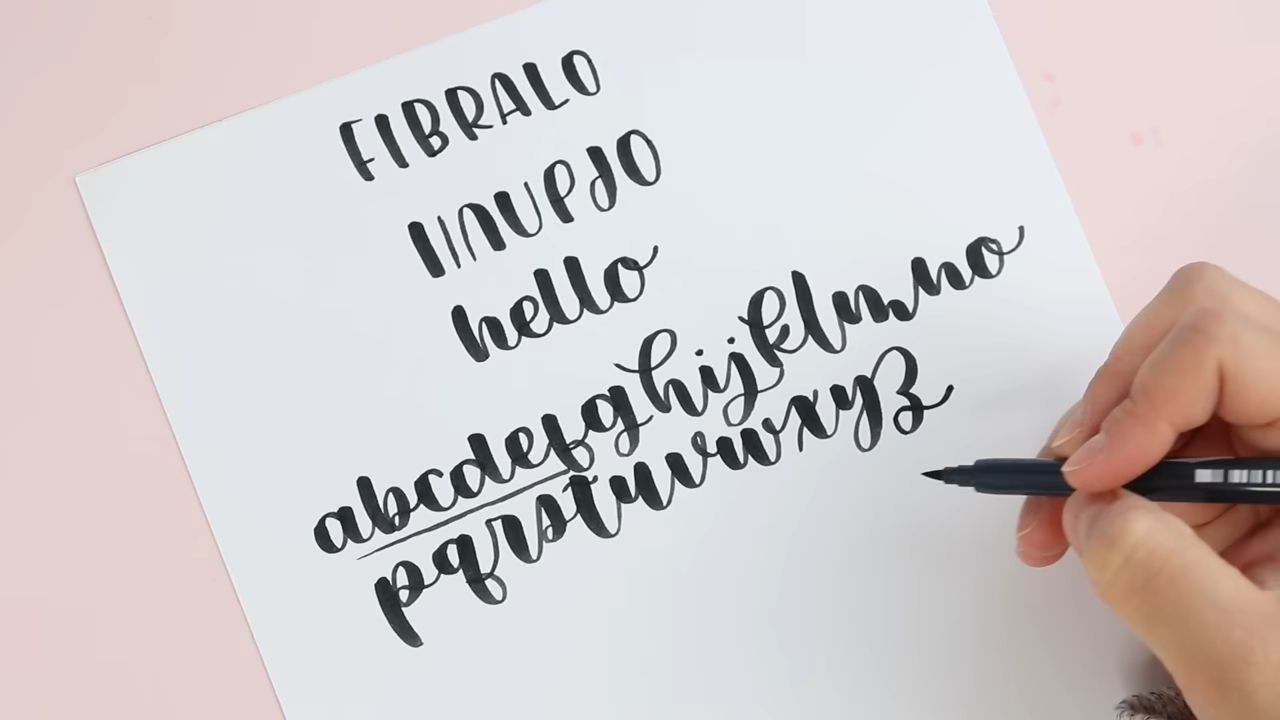 FIBRALO
IInUPJO
hello
abcdefghijklmno
pqrstuvwxyz